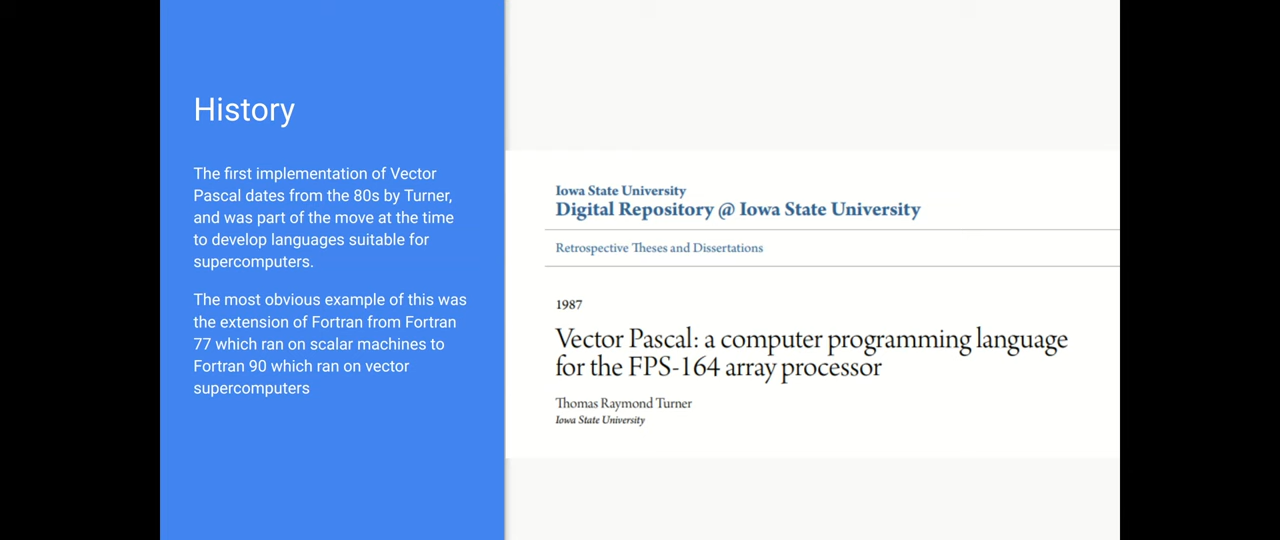 History
The first implementation of Vector
Pascal dates from the 80s by Turner,
and was part of the move at the time
to develop languages suitable for
supercomputers.
The most obvious example of this was
the extension of Fortran from Fortran
77 which ran on scalar machines to
Fortran 90 which ran on vector
supercomputers
Iowa State University
Digital Repository @ Iowa State University
Retrospective Theses and Dissertations
1987
Vector Pascal: a computer programming language
for the FPS-164 array processor
Thomas Raymond Turner
Iowa State University